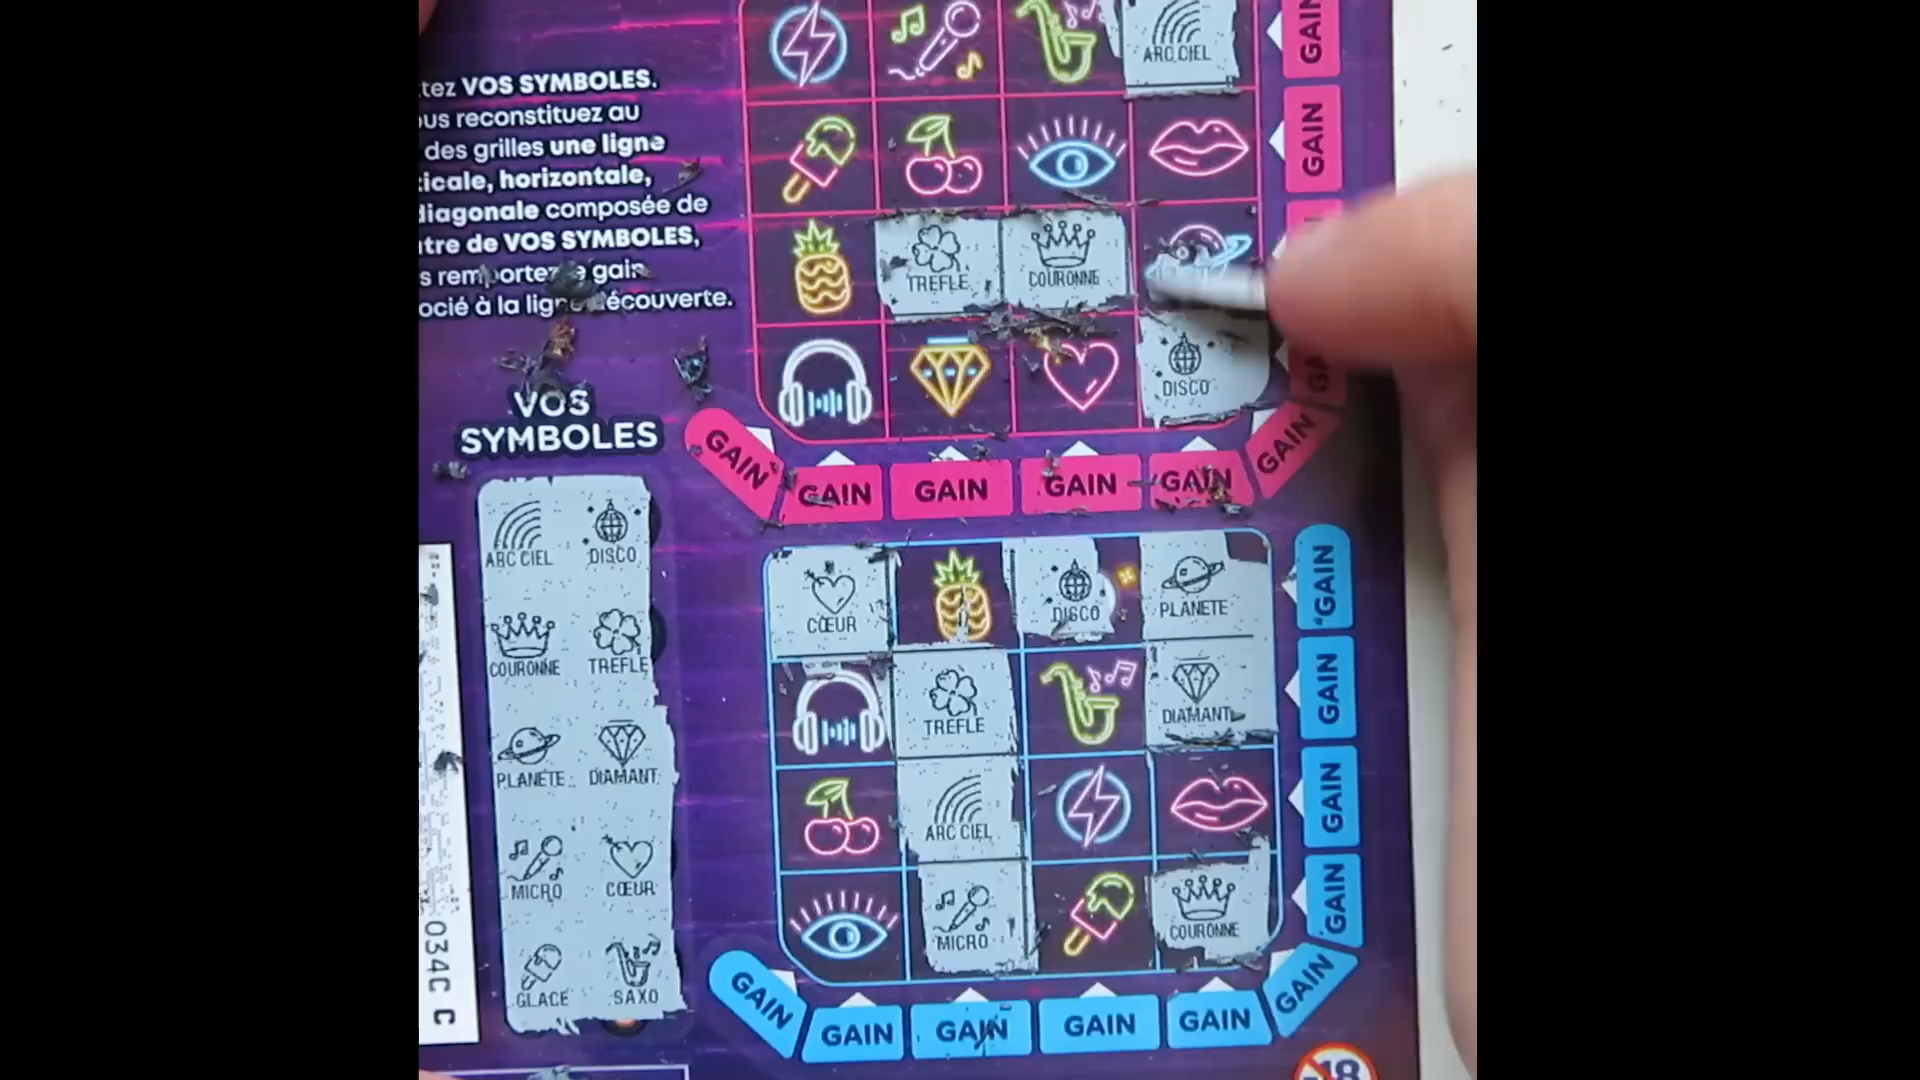 ARC CIEL
GAIN
GAIN
tez VOS SYMBOLES.
us reconstituez au
des grilles une ligne
icale, horizontale,
diagonale composée de
tre de VOS SYMBOLES,
s remportez le gain
ocié à la ligne découverte.
TREFLE
COURONNE
DISCO
VOS
SYMBOLES
GAIN
GAIN
GAIN
GAIN
GAIN
GAIN
ARC CIEL
DISCO
COURONNE
TREFLE
PLANETE
DIAMANT
MICRO
CŒUR
GLACE
SAXO
034C C
CŒUR
DISCO
PLANETE
GAIN
TREFLE
DIAMANT
GAIN
ARC CIEL
GAIN
MICRO
COURONNE
GAIN
GAIN
GAIN
GAIN
GAIN
GAIN
GAIN